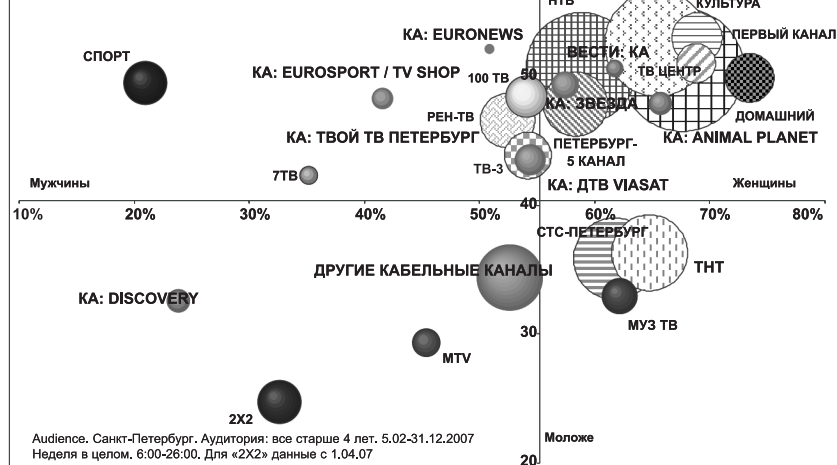 НТВ
КУЛЬТУРА
КА: EURONEWS
ПЕРВЫЙ КАНАЛ
СПОРТ
ВЕСТИ: КА
КА: EUROSPORT / TV SHOP
100 ТВ
50
ТВ ЦЕНТР
КА: ЗВЕЗДА
РЕН-ТВ
ДОМАШНИЙ
КА: ТВОЙ ТВ ПЕТЕРБУРГ
КА: ANIMAL PLANET
ПЕТЕРБУРГ-
5 КАНАЛ
ТВ-3
7ТВ
Мужчины
КА: ДТВ VIASAT
Женщины
40
10%
20%
30%
40%
50%
60%
70%
80%
СТС-ПЕТЕРБУРГ
ДРУГИЕ КАБЕЛЬНЫЕ КАНАЛЫ
ТНТ
КА: DISCOVERY
МУЗ ТВ
30
MTV
2X2
Audience. Санкт-Петербург. Аудитория: все старше 4 лет. 5.02-31.12.2007
Моложе
Неделя в целом. 6:00-26:00. Для «2X2» данные с 1.04.07
20